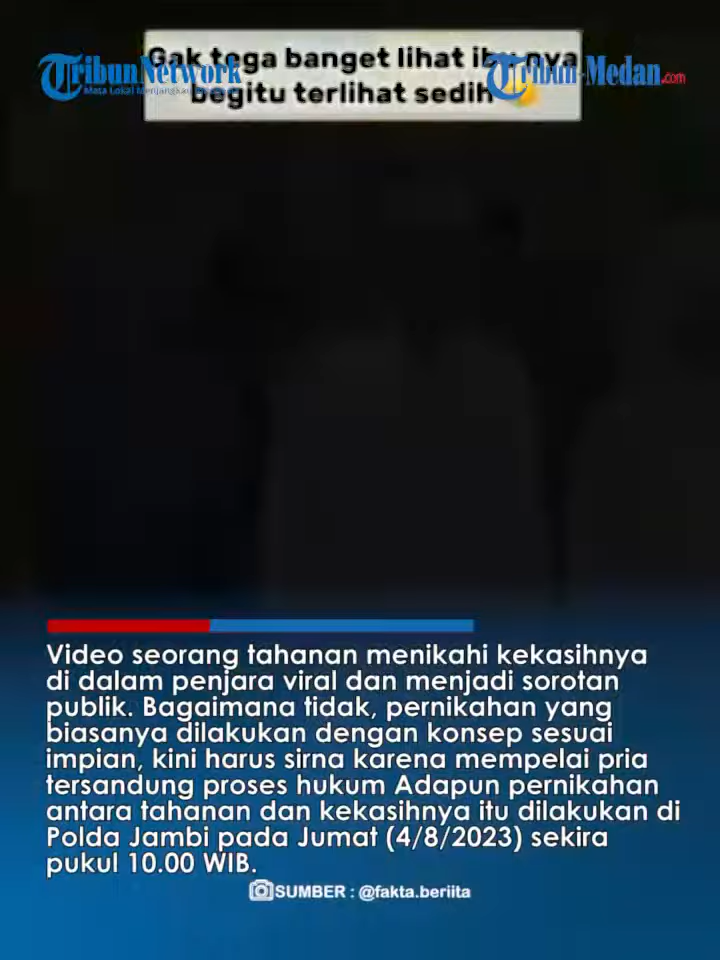 Gak tega banget lihat
begitu terlihat sedih
TribunNetwork
Mata Lokal Menjangkau
Tribun-Medan.com
Video seorang tahanan menikahi kekasihnya
di dalam penjara viral dan menjadi sorotan
publik. Bagaimana tidak, pernikahan yang
biasanya dilakukan dengan konsep sesuai
impian, kini harus sirna karena mempelai pria
tersandung proses hukum Adapun pernikahan
antara tahanan dan kekasihnya itu dilakukan di
Polda Jambi pada Jumat (4/8/2023) sekira
pukul 10.00 WIB.
SUMBER : @fakta.beriita